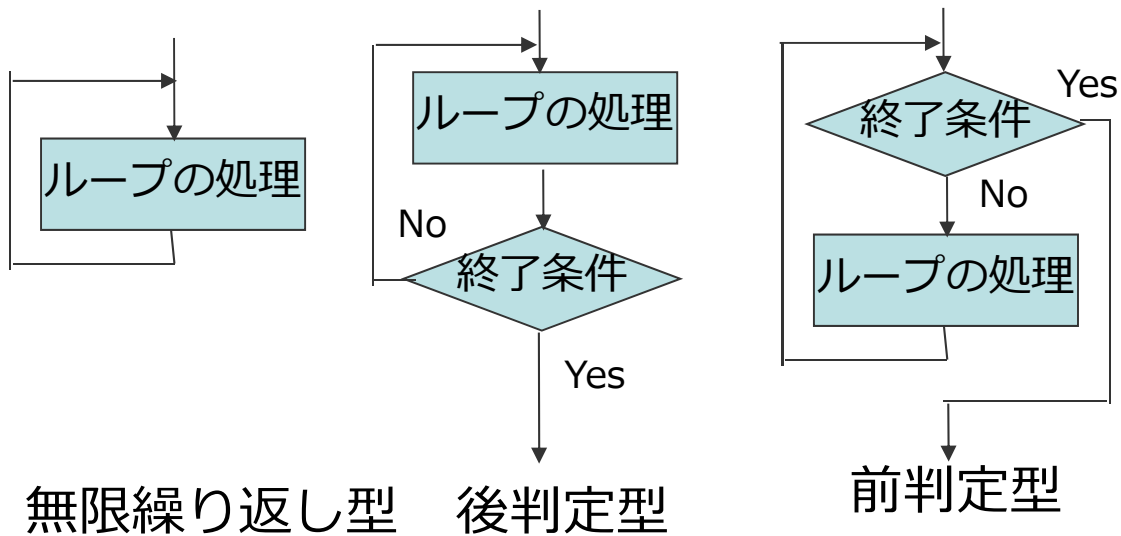 ループの処理
無限繰り返し型
ループの処理
No
終了条件
Yes
後判定型
終了条件
Yes
No
ループの処理
前判定型